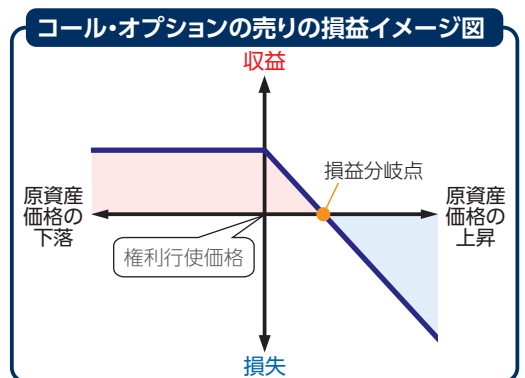 コール・オプションの売りの損益イメージ図
収益
損益分岐点
原資産
価格の
下落
原資産
価格の
上昇
権利行使価格
損失